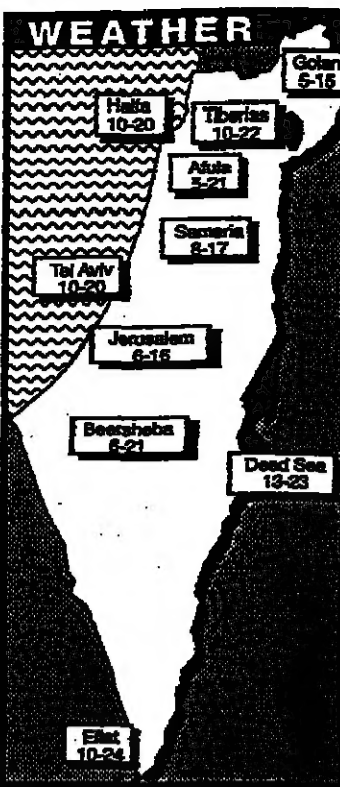 WEATHER
Golan
5-15
Haifa
10-20
Tiberias
10-22
Afula
5-21
Samaria
8-17
Tel Aviv
10-20
Jerusalem
6-16
Beersheba
6-21
Dead Sea
13-23
Eilat
10-24